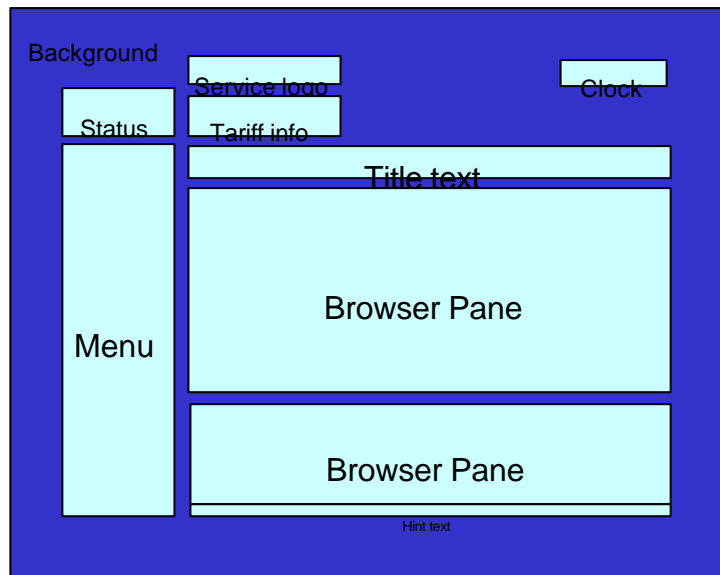 Background
Service logo
Clock
Status
Tariff info
Title text
Browser Pane
Menu
Browser Pane
Hint text